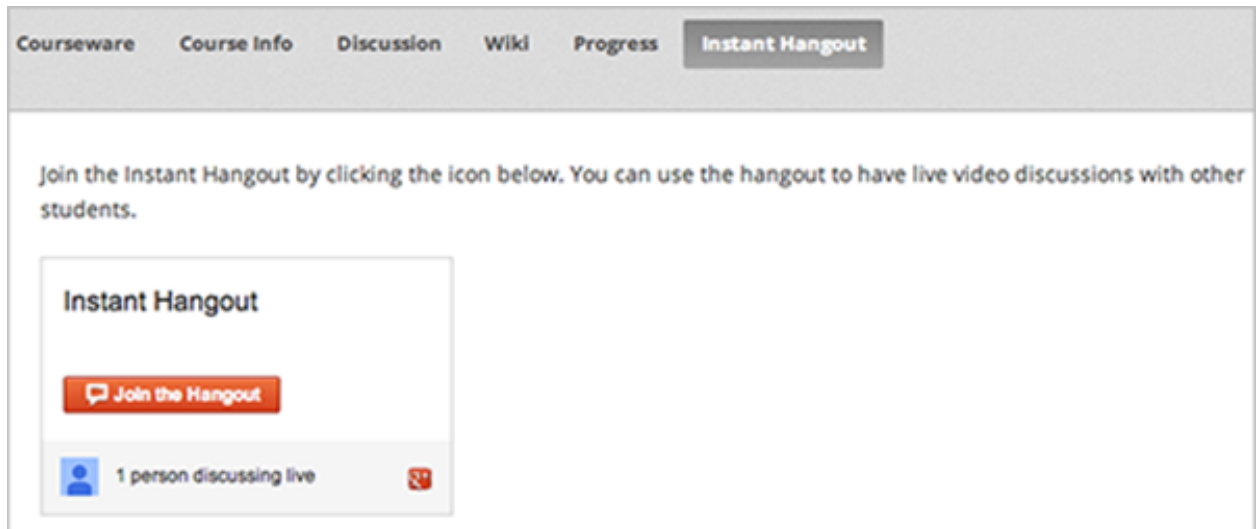 Courseware Course Info Discussion Wiki Progress Instant Hangout
Join the Instant Hangout by clicking the icon below. You can use the hangout to have live video discussions with other
students.
Instant Hangout
Join the Hangout
1 person discussing live